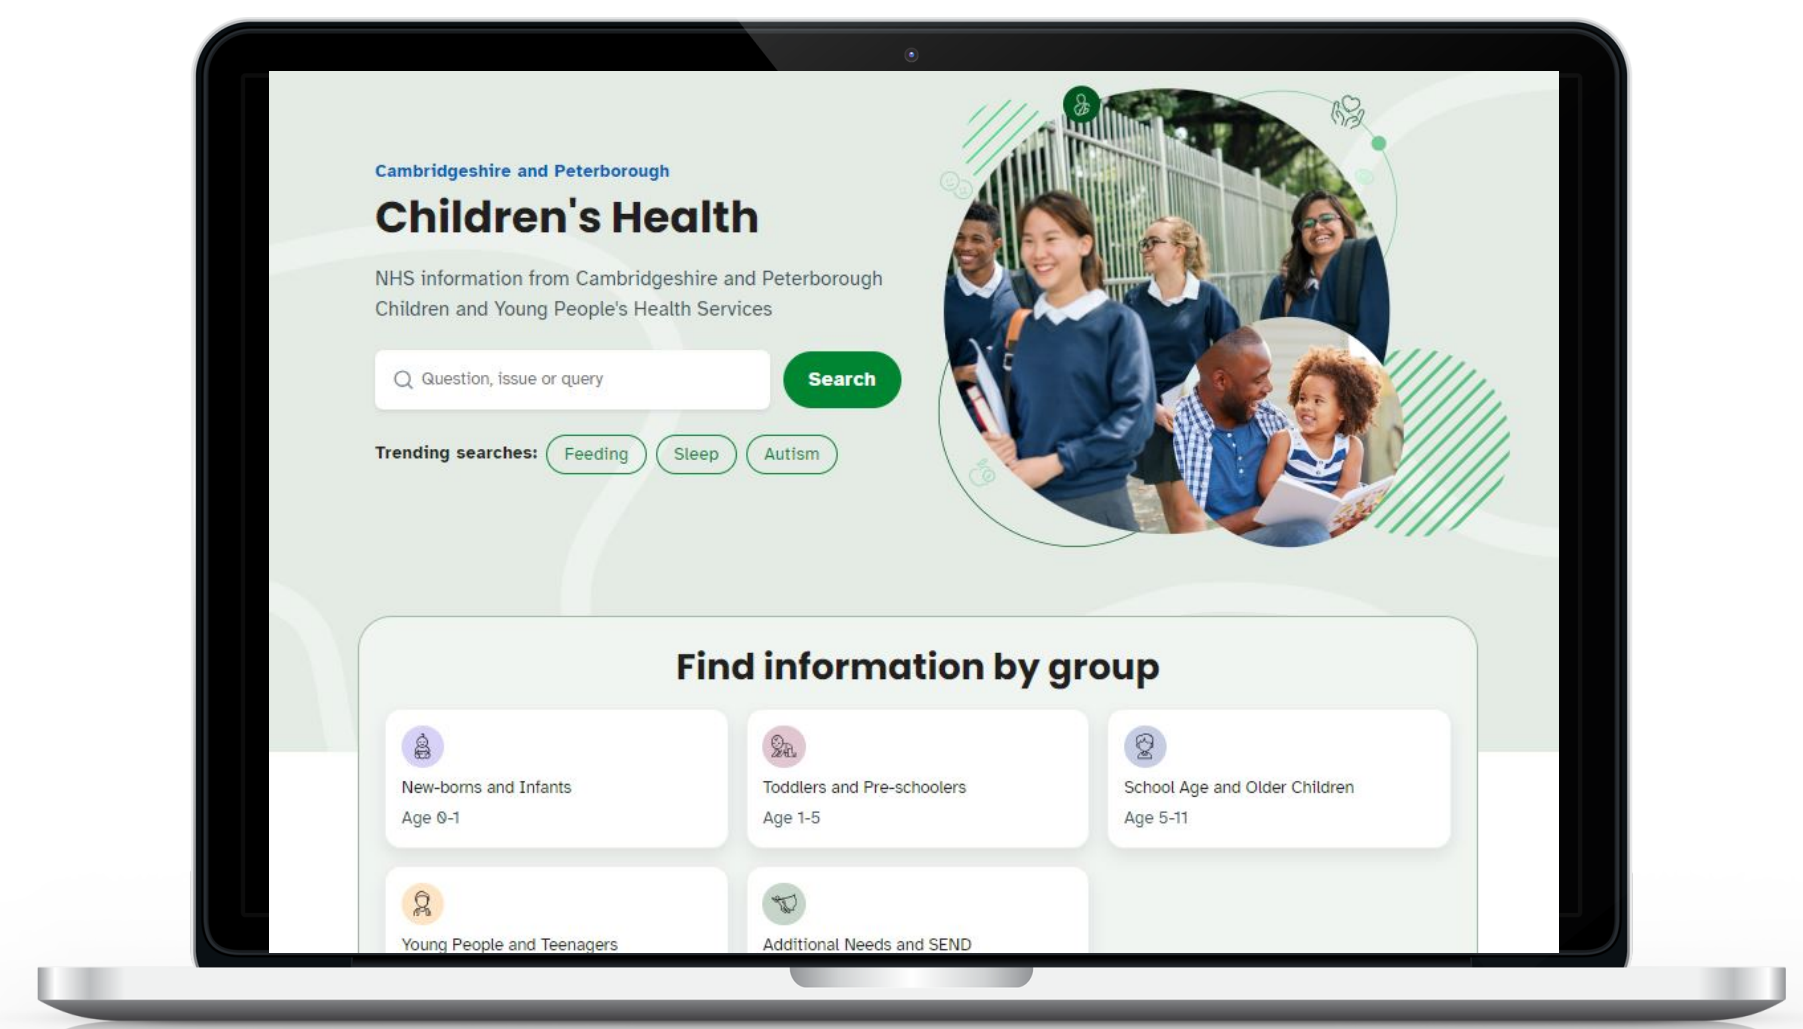 Cambridgeshire and Peterborough
Children's Health
NHS information from Cambridgeshire and Peterborough
Children and Young People's Health Services
Question, issue or query
Search
Trending searches:
Feeding
Sleep
Autism
Find information by group
New-borns and Infants
Age 0-1
Toddlers and Pre-schoolers
Age 1-5
School Age and Older Children
Age 5-11
Young People and Teenagers
Additional Needs and SEND